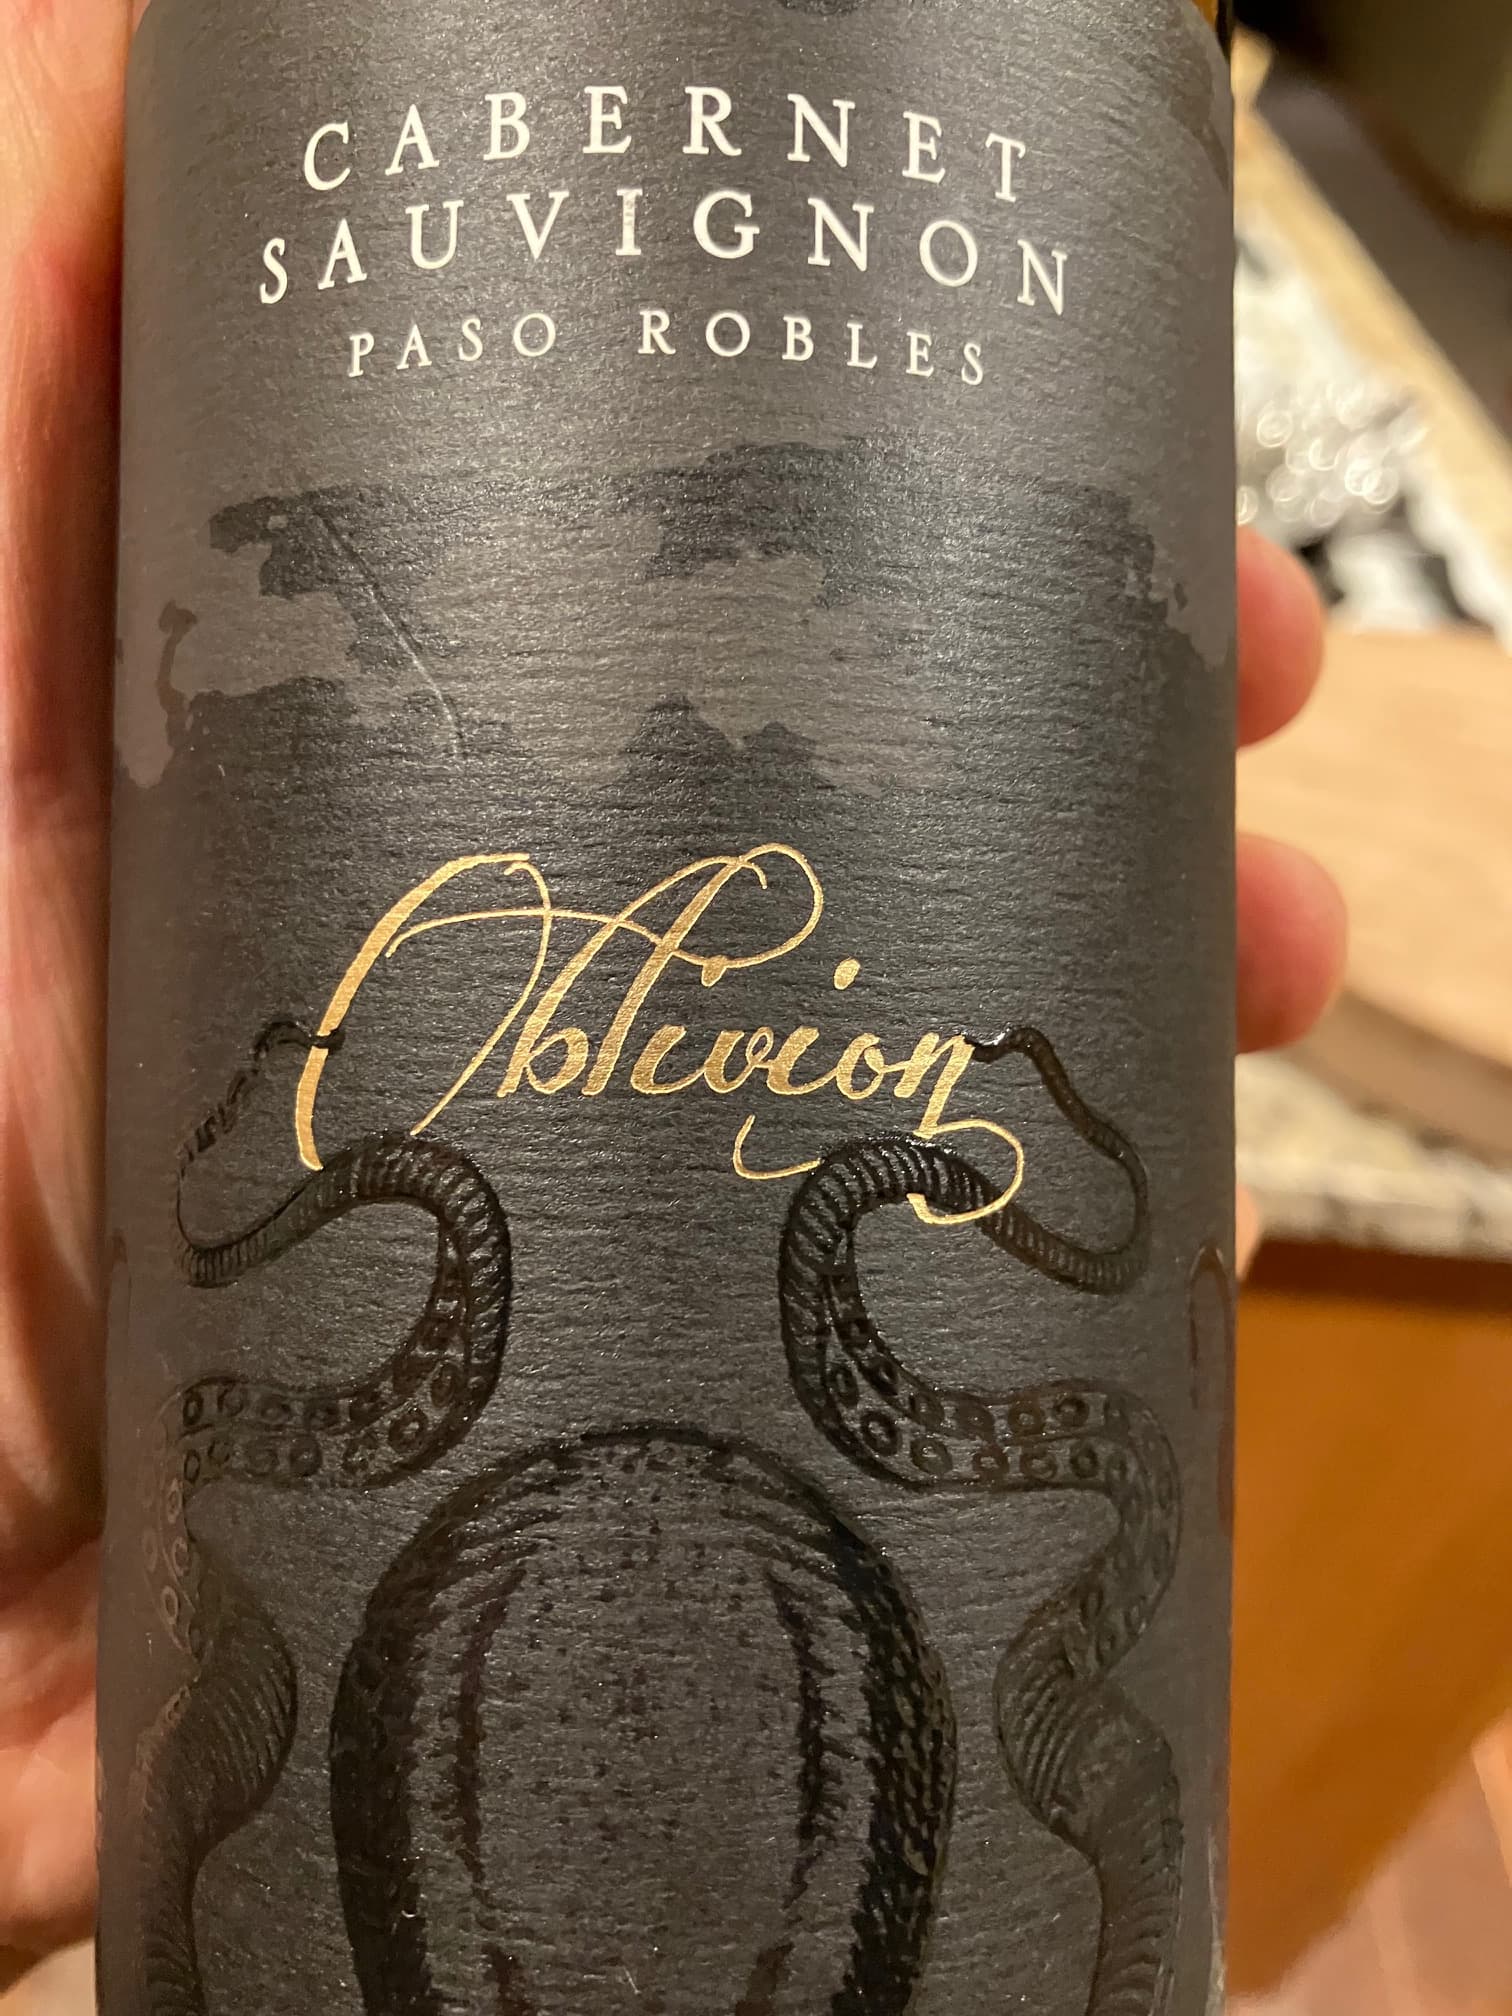 CABERNET
SAUVIGNON
PASO ROBLES
Oblivion